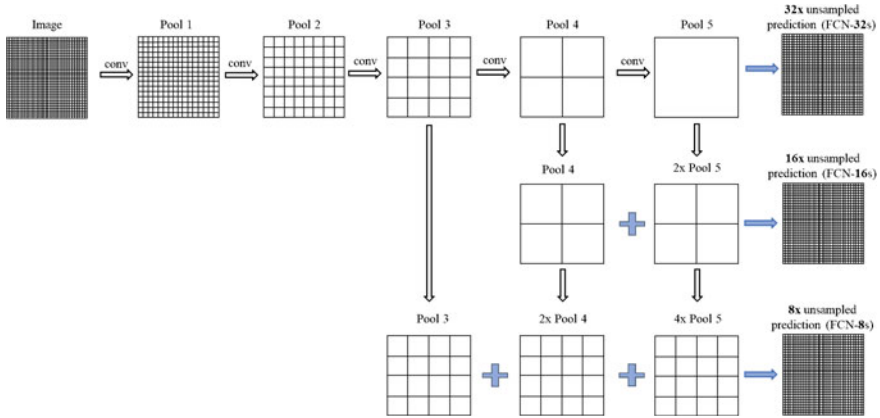 Image
Pool 1
Pool 2
Pool 3
Pool 4
Pool 5
32x unsampled
prediction (FCN-32s)
conv
conv
conv
conv
conv
Pool 4
2x Pool 5
16x unsampled
prediction (FCN-16s)
Pool 3
2x Pool 4
4x Pool 5
8x unsampled
prediction (FCN-8s)